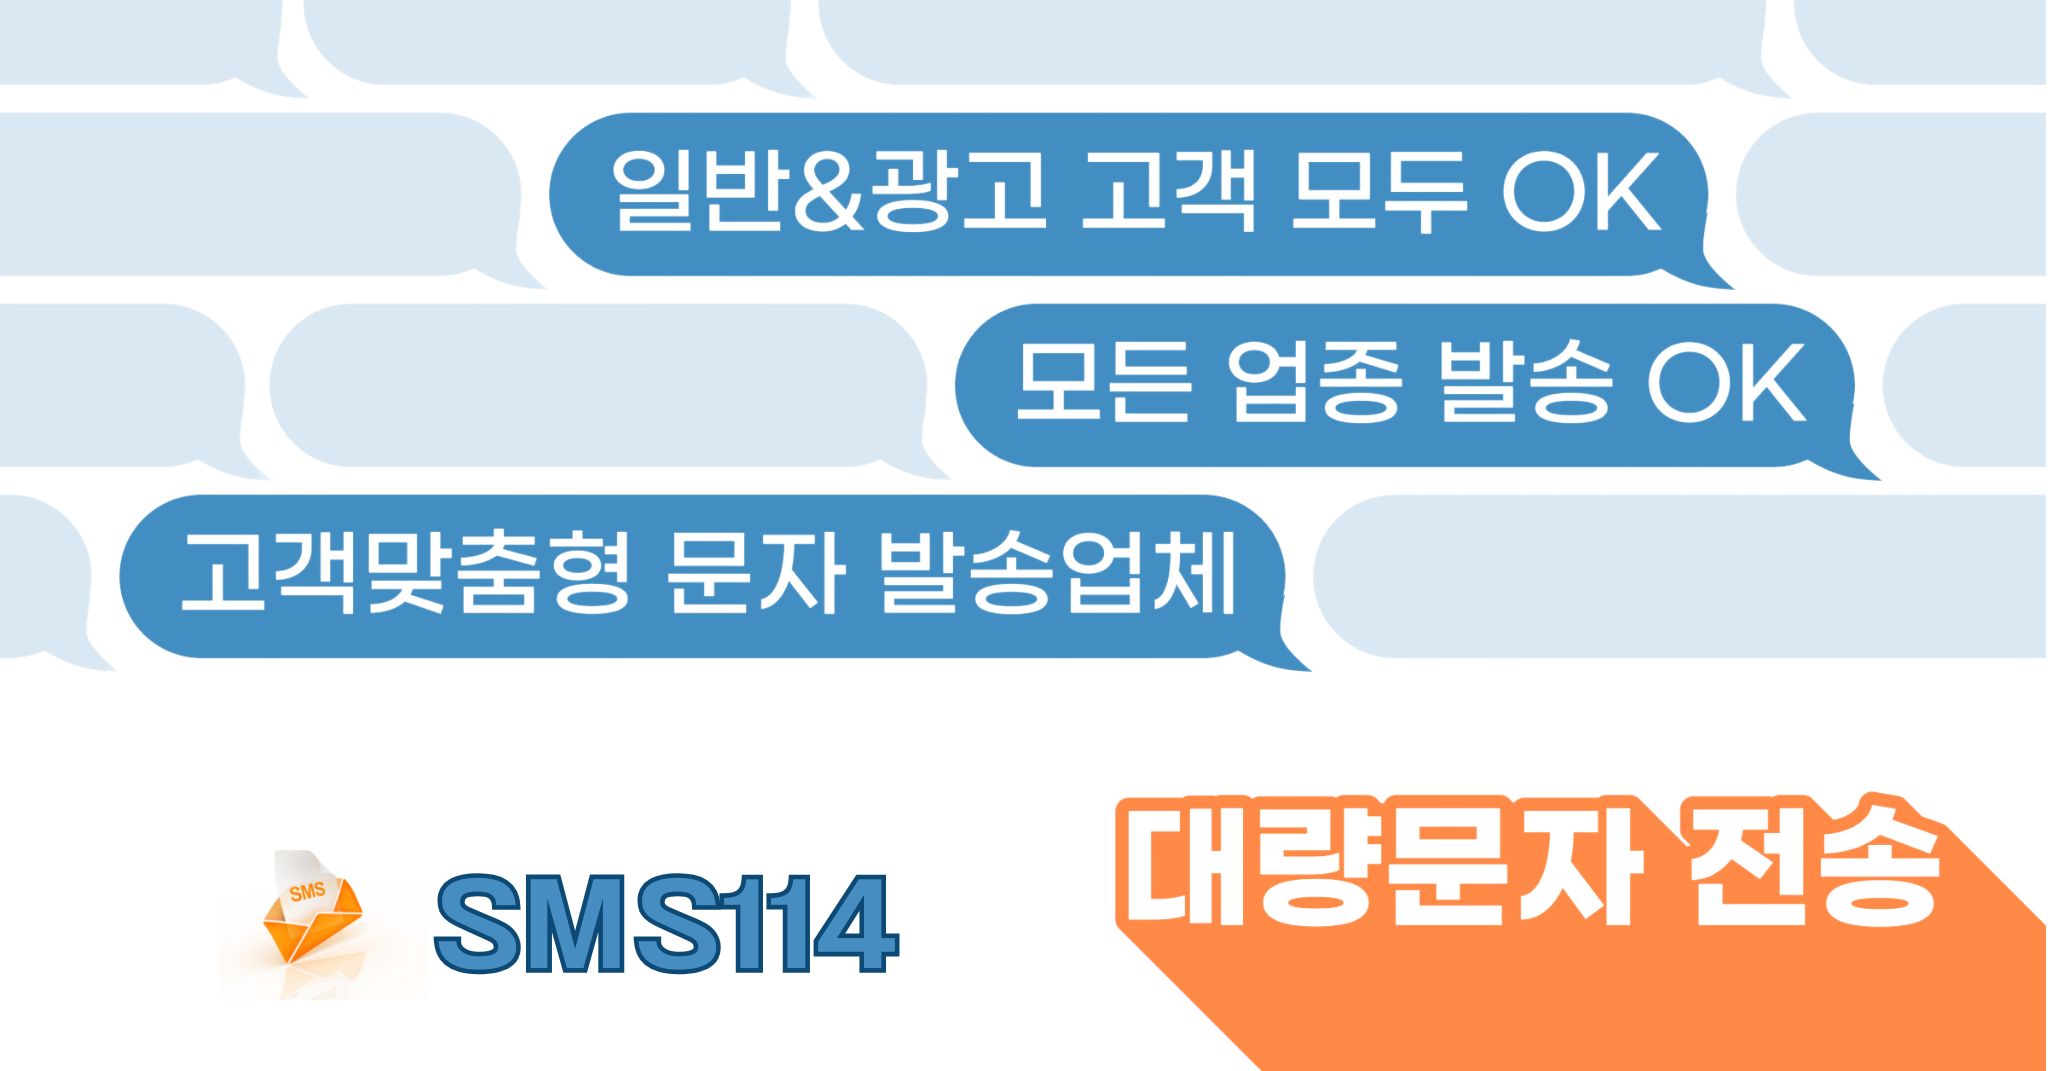 일반&광고 고객 모두 OK
모든 업종 발송 OK
고객맞춤형 문자 발송업체
대량문자 전송
SMS
SMS114